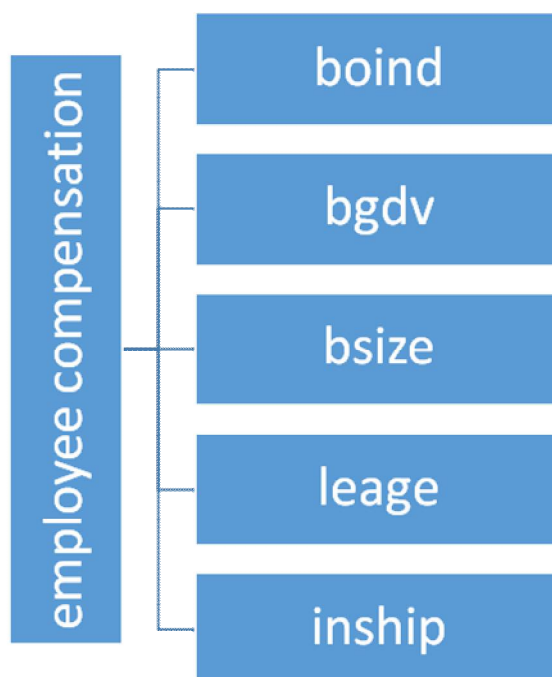 employee compensation
boind
bgdv
bsize
leage
inship